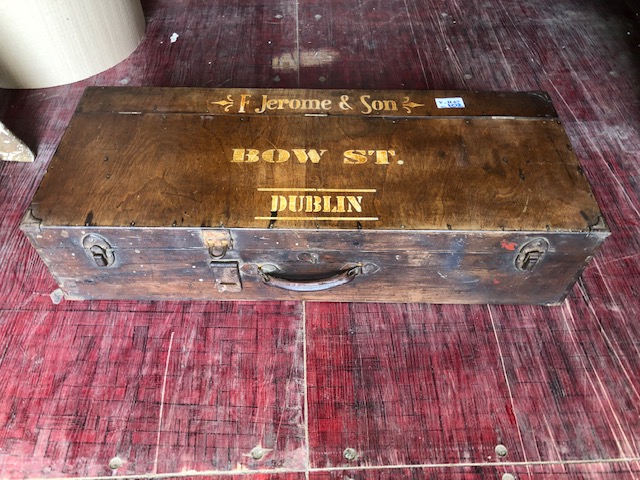 F Jerome & Son
BOW ST.
DUBLIN